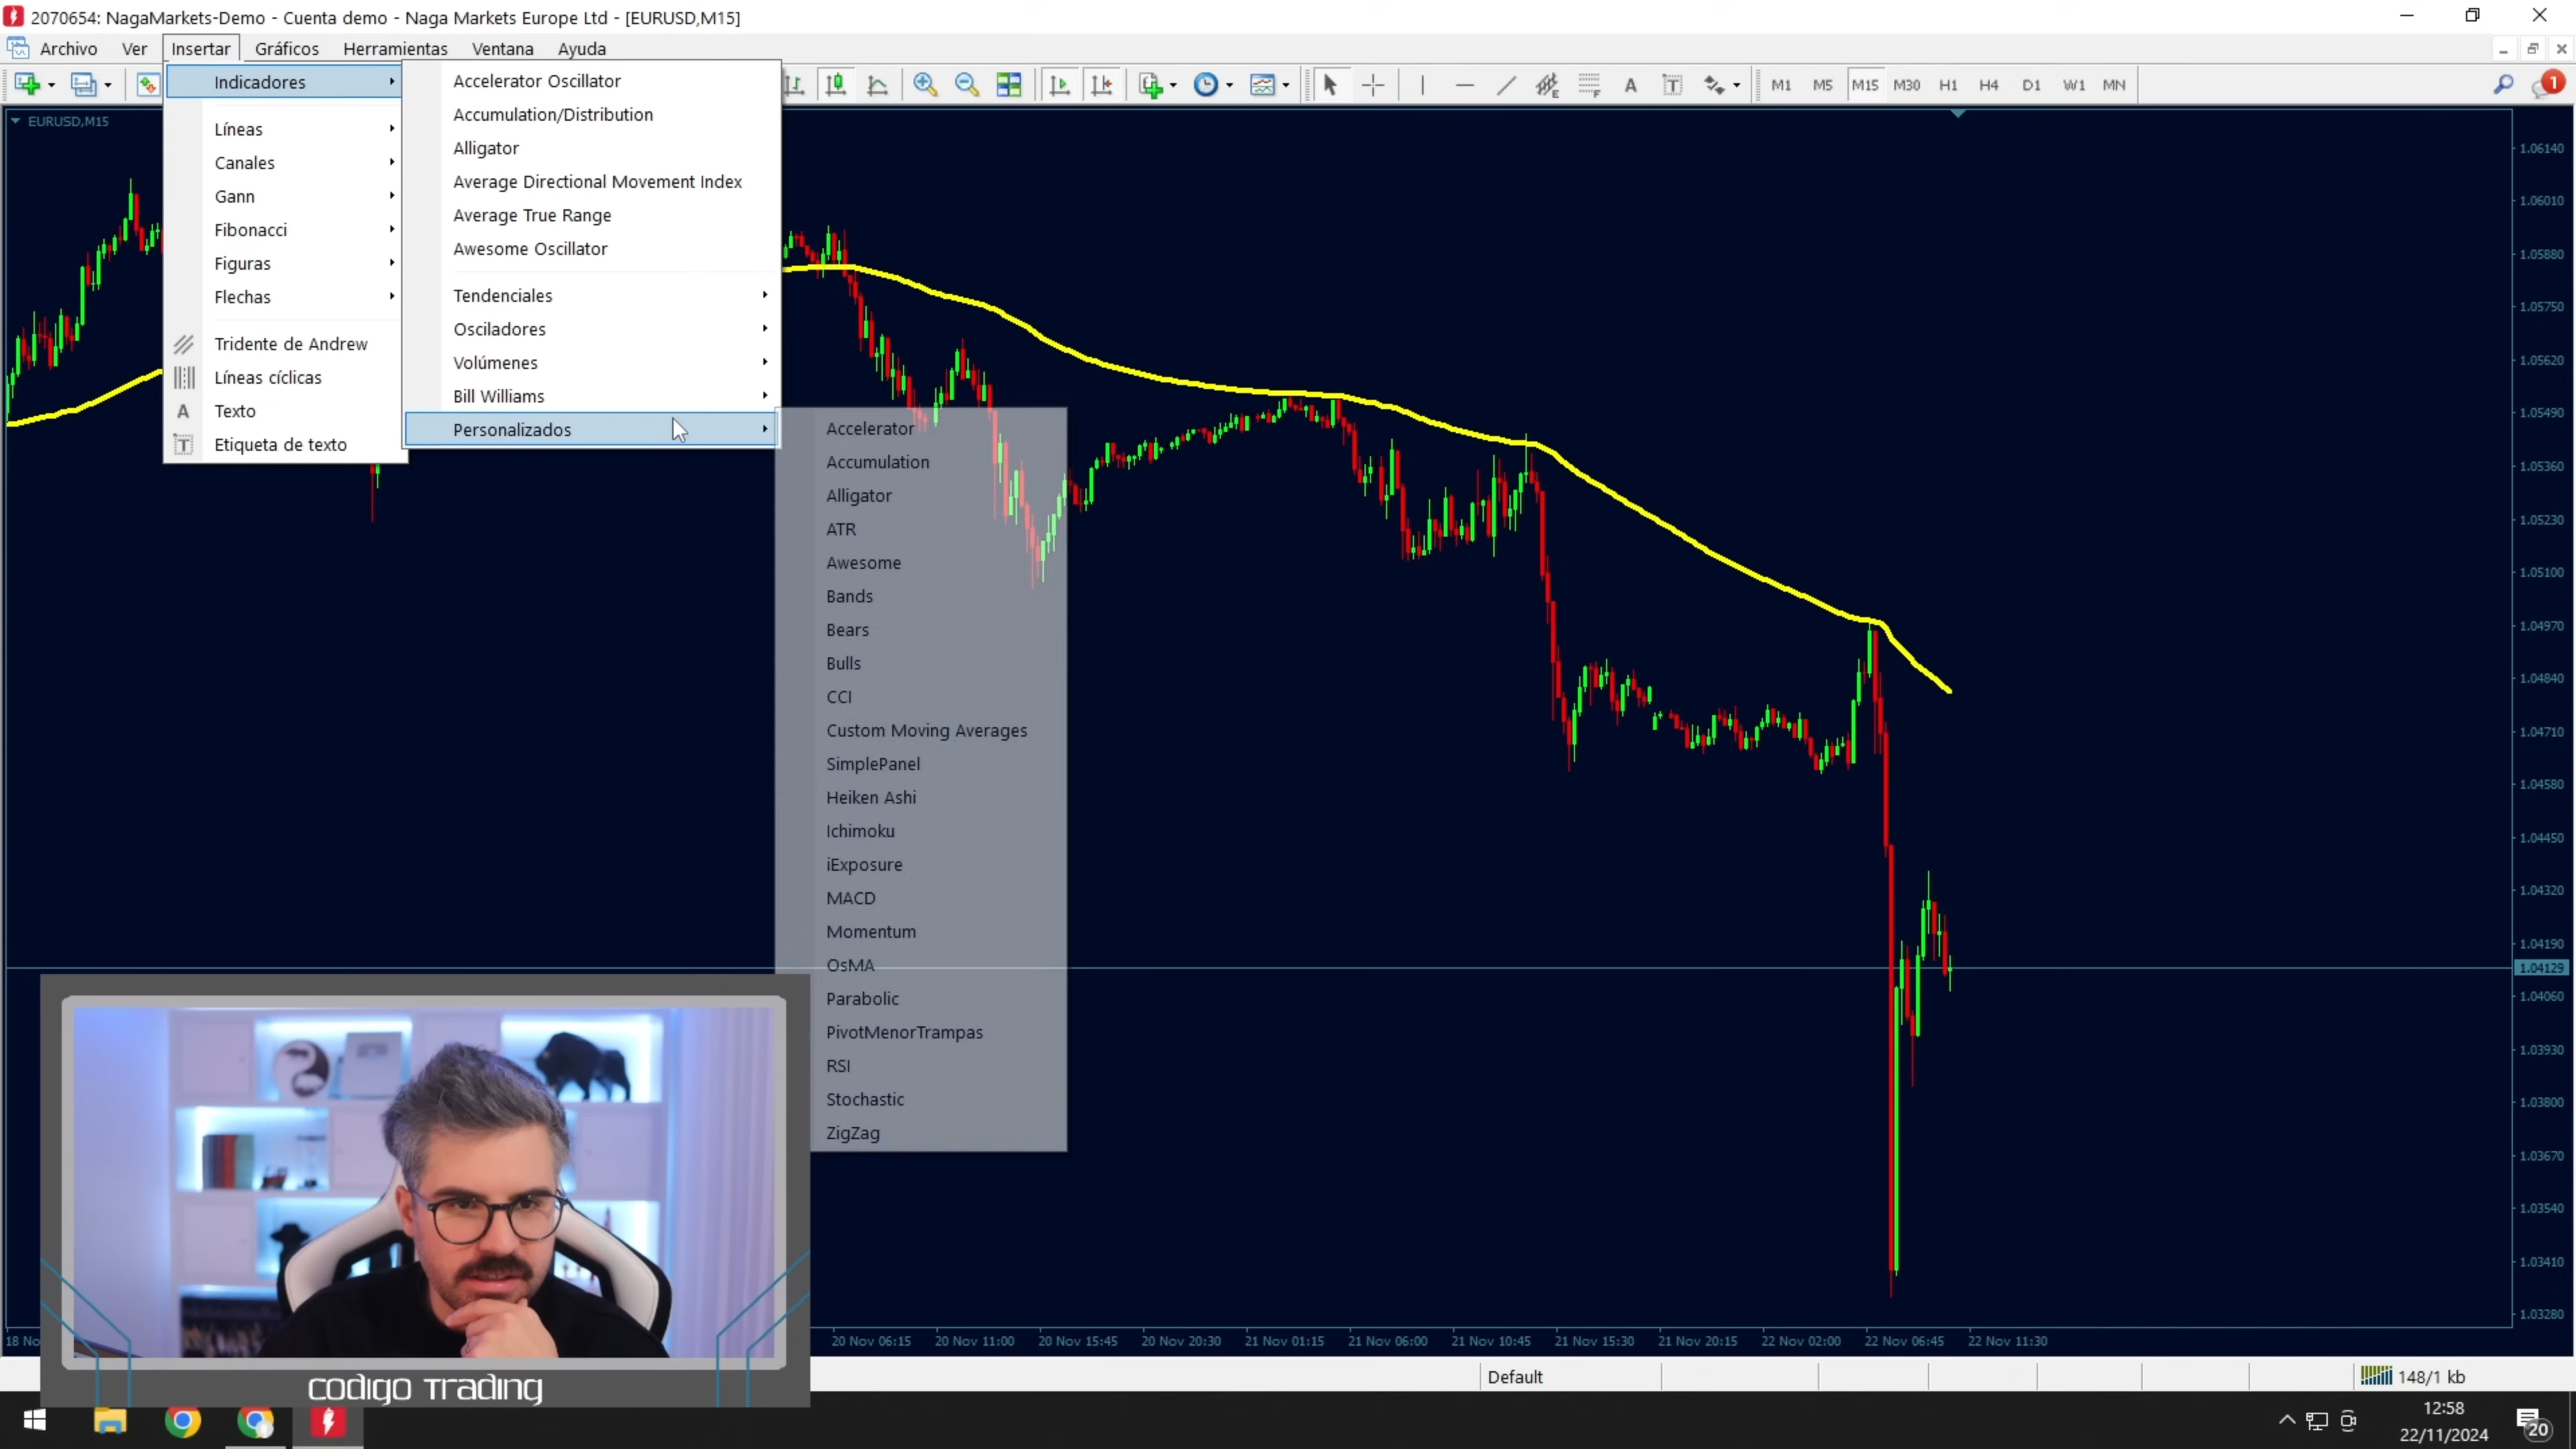 2070654: NagaMarkets-Demo - Cuenta demo - Naga Markets Europe Ltd - [EURUSD,M15]
Archivo Ver Insertar Gráficos Herramientas Ventana Ayuda
A T M1 M5 M15 M30 H1 H4 D1 W1 MN 1
EURUSD,M15
Indicadores
Líneas
Canales
Gann
Fibonacci
Figuras
Flechas
Tridente de Andrew
Líneas cíclicas
A Texto
T Etiqueta de texto
Accelerator Oscillator
Accumulation/Distribution
Alligator
Average Directional Movement Index
Average True Range
Awesome Oscillator
Tendenciales
Osciladores
Volúmenes
Bill Williams
Personalizados
Accelerator
Accumulation
Alligator
ATR
Awesome
Bands
Bears
Bulls
CCI
Custom Moving Averages
SimplePanel
Heiken Ashi
Ichimoku
iExposure
MACD
Momentum
OsMA
Parabolic
PivotMenorTrampas
RSI
Stochastic
ZigZag
1.06140
1.06010
1.05880
1.05750
1.05620
1.05490
1.05360
1.05230
1.05100
1.04970
1.04840
1.04710
1.04580
1.04450
1.04320
1.04190
1.04129
1.04060
1.03930
1.03800
1.03670
1.03540
1.03410
1.03280
18 No 20 Nov 06:15 20 Nov 11:00 20 Nov 15:45 20 Nov 20:30 21 Nov 01:15 21 Nov 06:00 21 Nov 10:45 21 Nov 15:30 21 Nov 20:15 22 Nov 02:00 22 Nov 06:45 22 Nov 11:30
codigo Trading
Default 148/1 kb
12:58
22/11/2024
20